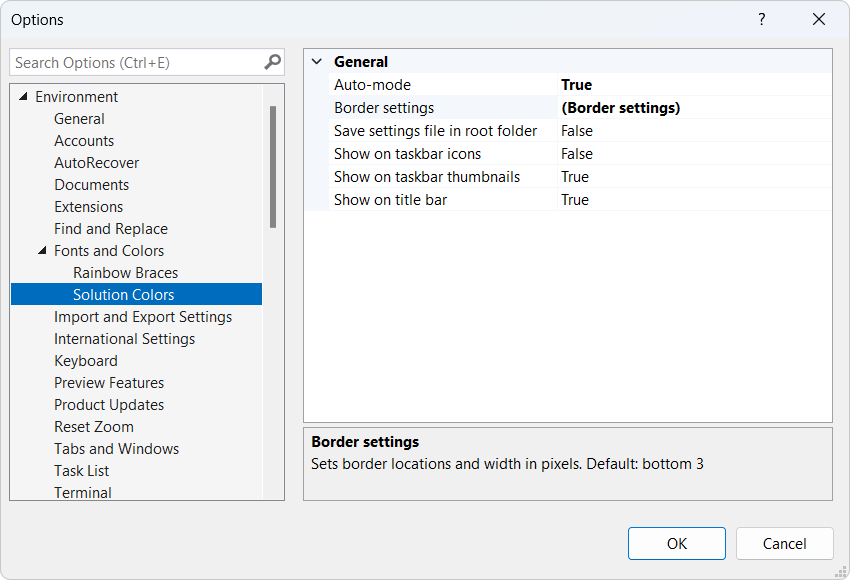 Options
?
Search Options (Ctrl+E)
Environment
General
Accounts
AutoRecover
Documents
Extensions
Find and Replace
Fonts and Colors
Rainbow Braces
Solution Colors
Import and Export Settings
International Settings
Keyboard
Preview Features
Product Updates
Reset Zoom
Tabs and Windows
Task List
Terminal
General
Auto-mode True
Border settings (Border settings)
Save settings file in root folder False
Show on taskbar icons False
Show on taskbar thumbnails True
Show on title bar True
Border settings
Sets border locations and width in pixels. Default: bottom 3
OK Cancel